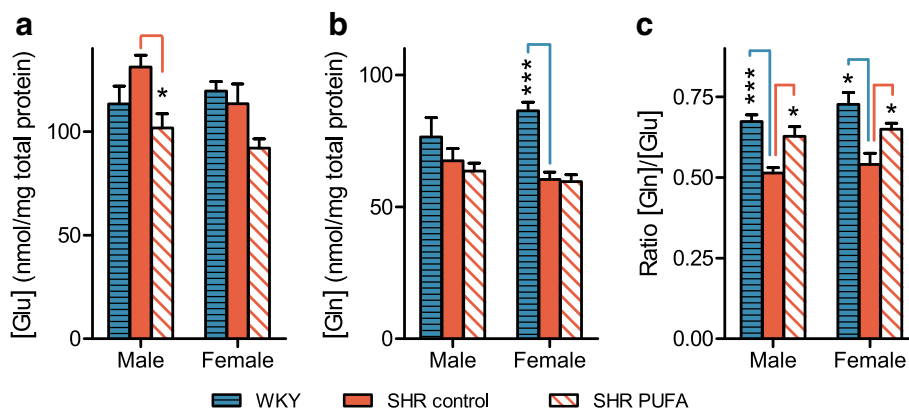 a
b
c
[Glu] (nmol/mg total protein)
100
50
0
*
Male
Female
[Gln] (nmol/mg total protein)
100
50
0
***
Male
Female
Ratio [Gln]/[Glu]
0.75
0.50
0.25
0.00
***
*
*
*
Male
Female
WKY
SHR control
SHR PUFA